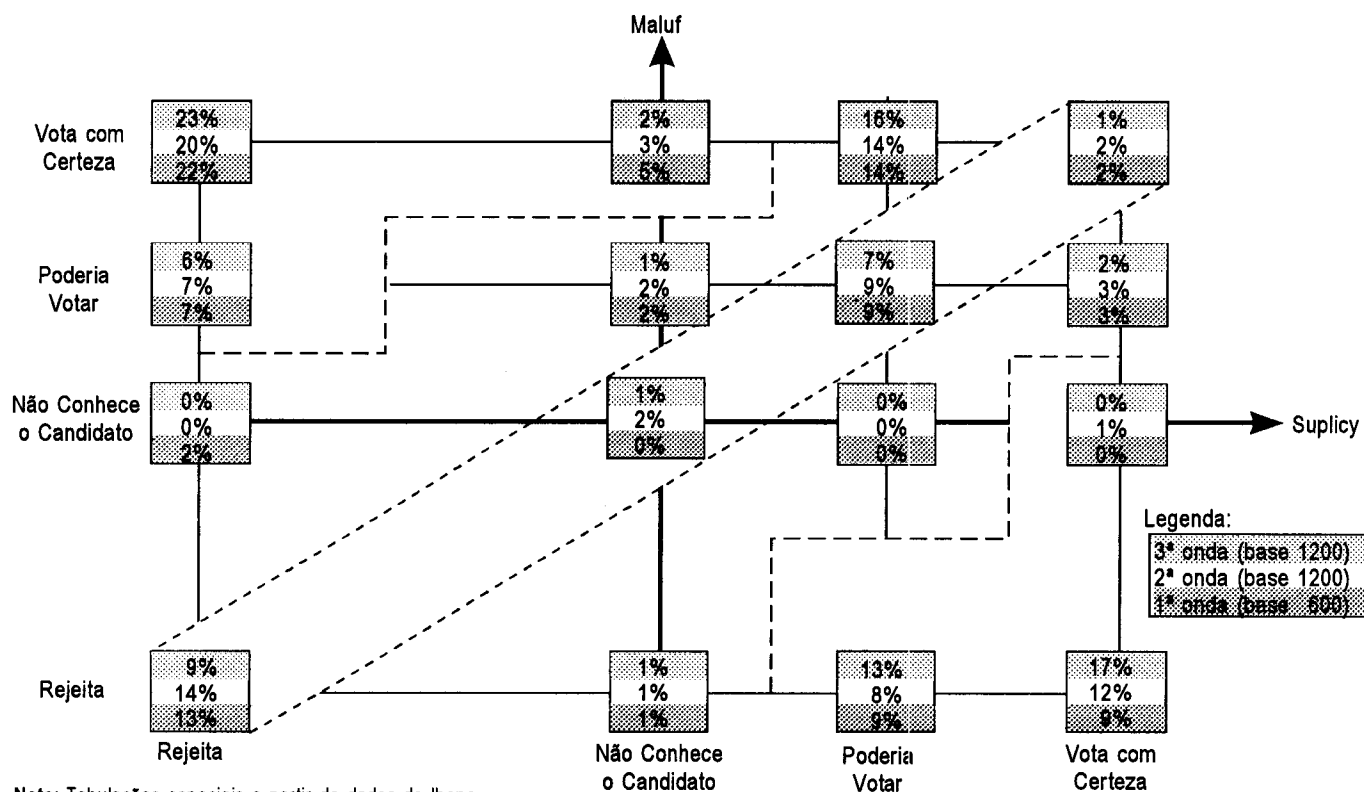 Maluf
Vota com
Certeza
23%
20%
22%
2%
3%
5%
16%
14%
14%
1%
2%
2%
Poderia
Votar
6%
7%
7%
1%
2%
2%
7%
9%
9%
2%
3%
3%
Não Conhece
o Candidato
0%
0%
2%
1%
2%
0%
0%
0%
0%
0%
1%
0%
Suplicy
Legenda:
3ª onda (base 1200)
2ª onda (base 1200)
1ª onda (base 600)
Rejeita
9%
14%
13%
1%
1%
1%
13%
8%
9%
17%
12%
9%
Rejeita
Não Conhece
o Candidato
Poderia
Votar
Vota com
Certeza